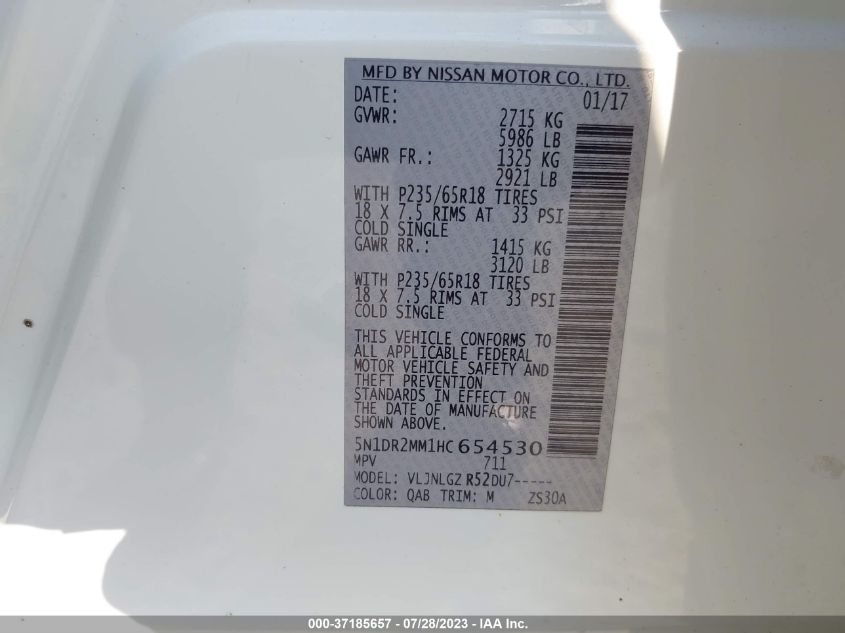 MFD BY NISSAN MOTOR CO., LTD.
DATE: 01/17
GVWR: 2715 KG
5986 LB
GAWR FR.: 1325 KG
2921 LB
WITH P235/65R18 TIRES
18 X 7.5 RIMS AT 33 PSI
COLD SINGLE
GAWR RR.: 1415 KG
3120 LB
WITH P235/65R18 TIRES
18 X 7.5 RIMS AT 33 PSI
COLD SINGLE
THIS VEHICLE CONFORMS TO
ALL APPLICABLE FEDERAL
MOTOR VEHICLE SAFETY AND
THEFT PREVENTION
STANDARDS IN EFFECT ON
THE DATE OF MANUFACTURE
SHOWN ABOVE.
5N1DR2MM1HC654530
MPV 711
MODEL: VLJNLGZ R52DU7-----
COLOR: QAB TRIM: M ZS30A
000-37185657 - 07/28/2023 - IAA Inc.